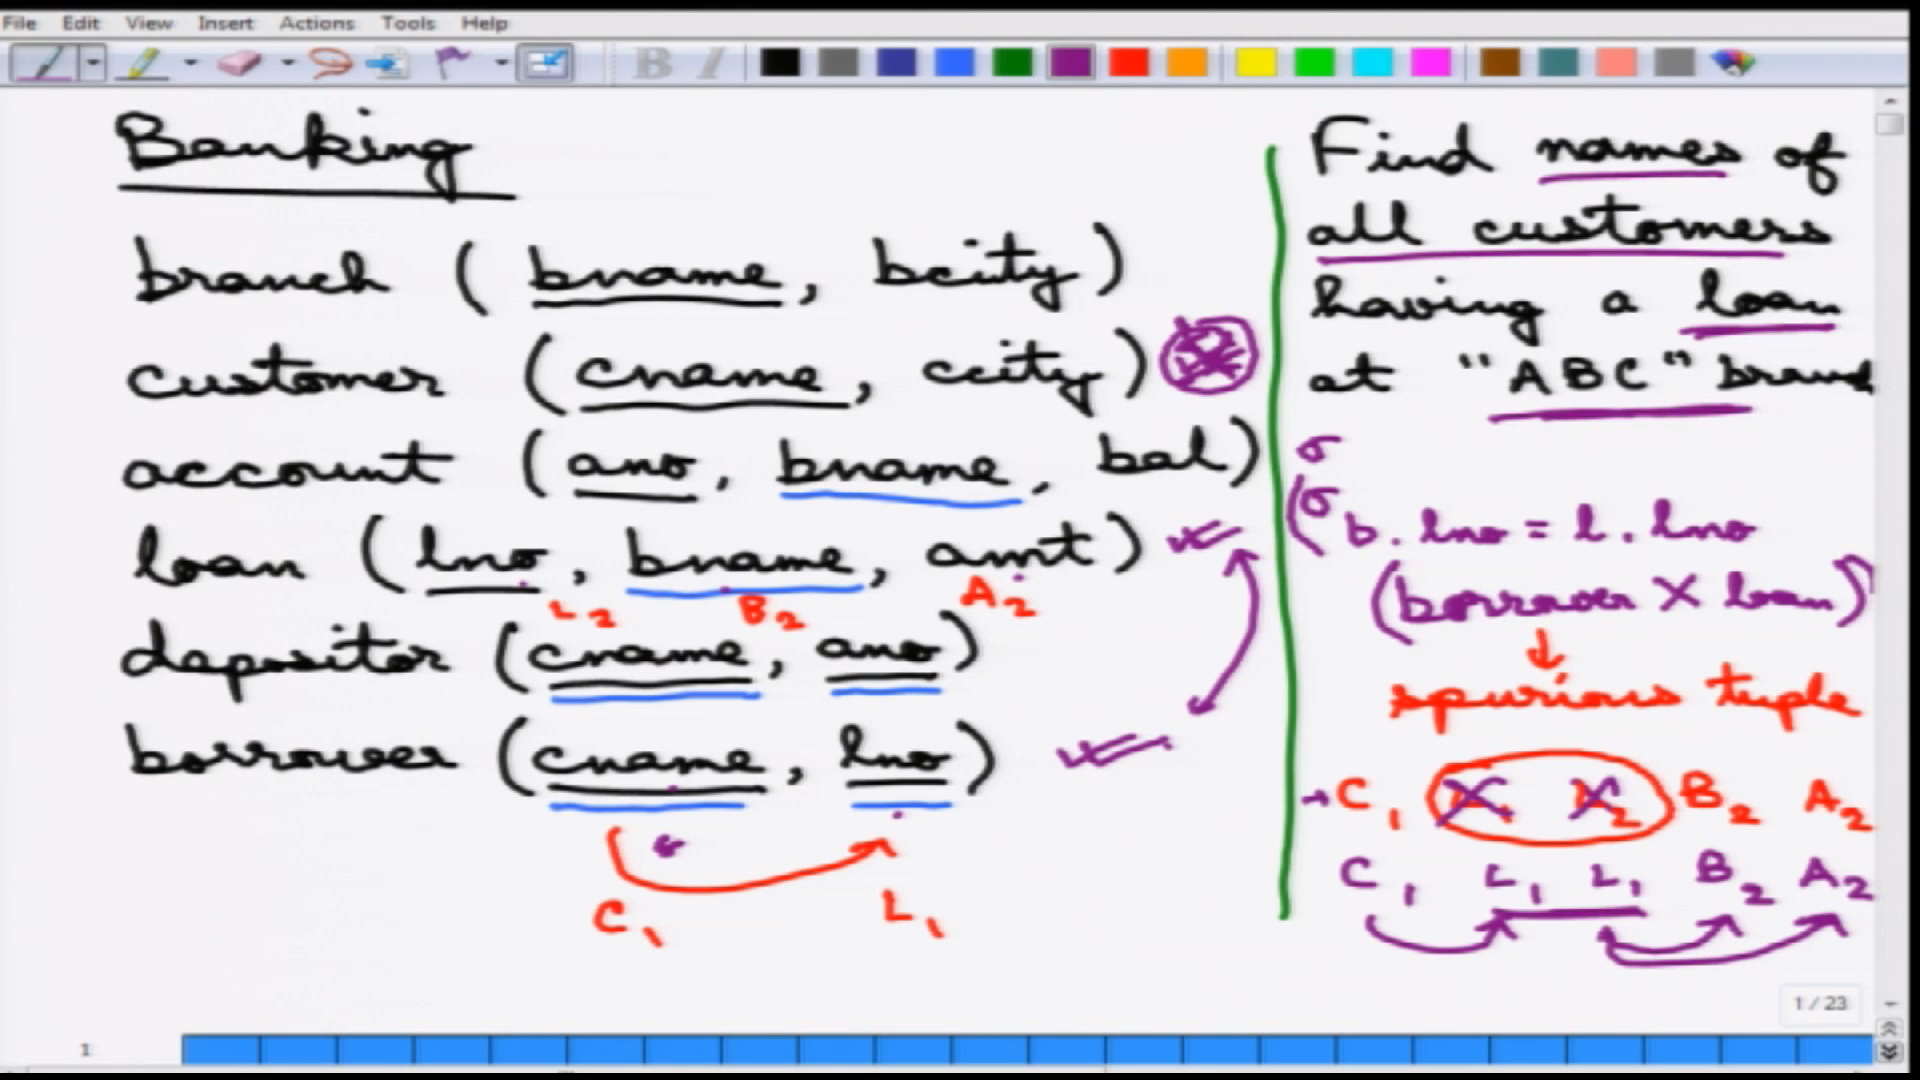 File Edit View Insert Actions Tools Help
B I
Banking
branch ( bname, bcity )
customer ( cname, ccity )
account ( ano, bname, bal )
loan ( lno, bname, amt )
L2 B2 A2
depositor ( cname, ano )
borrower ( cname, lno )
C1 L1
Find names of
all customers
having a loan
at "ABC" branch
σ
(σ b.lno = l.lno
(borrower X loan))
spurious tuple
C1 L1 L2 B2 A2
C1 L1 L1 B2 A2
1 / 23
1